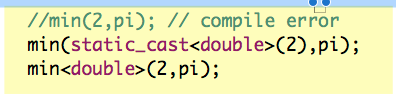 //min(2,pi); // compile error
min(static_cast<double>(2),pi);
min<double>(2,pi);